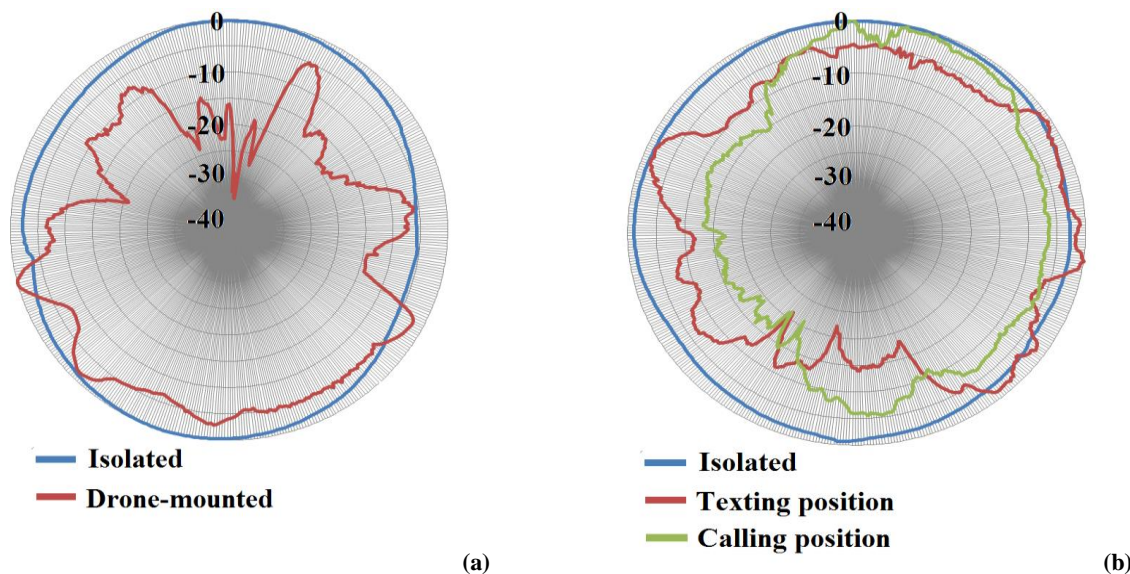 0
-10
-20
-30
-40
Isolated
Drone-mounted
(a)
0
-10
-20
-30
-40
Isolated
Texting position
Calling position
(b)